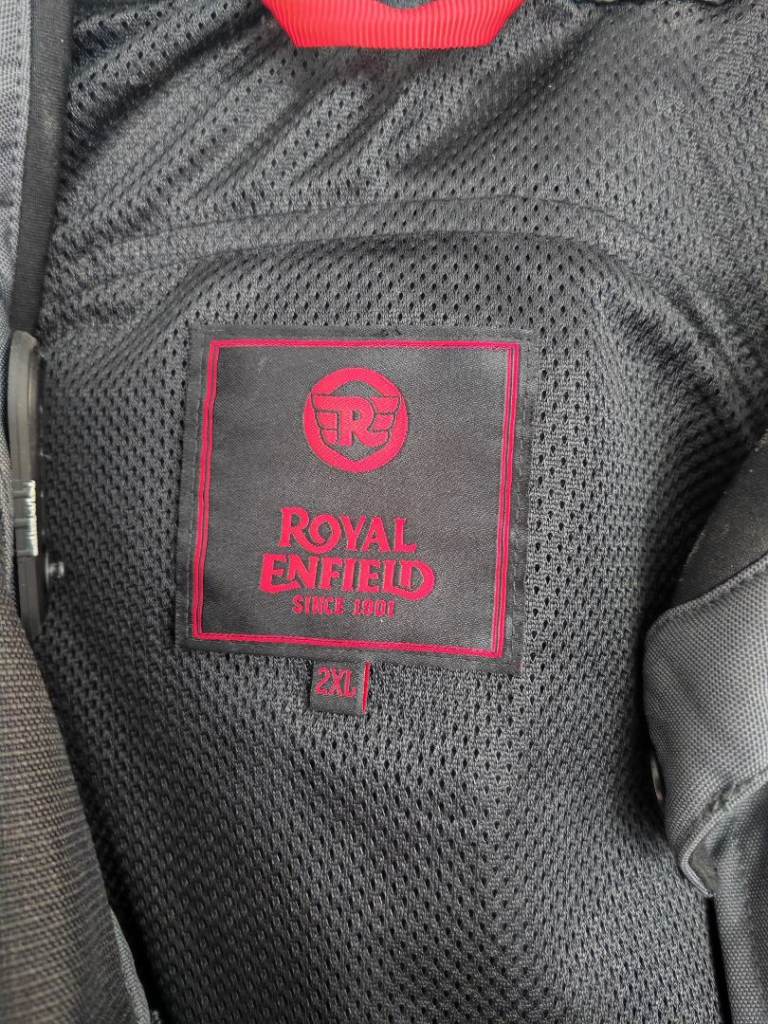 R
ROYAL
ENFIELD
SINCE 1901
2XL